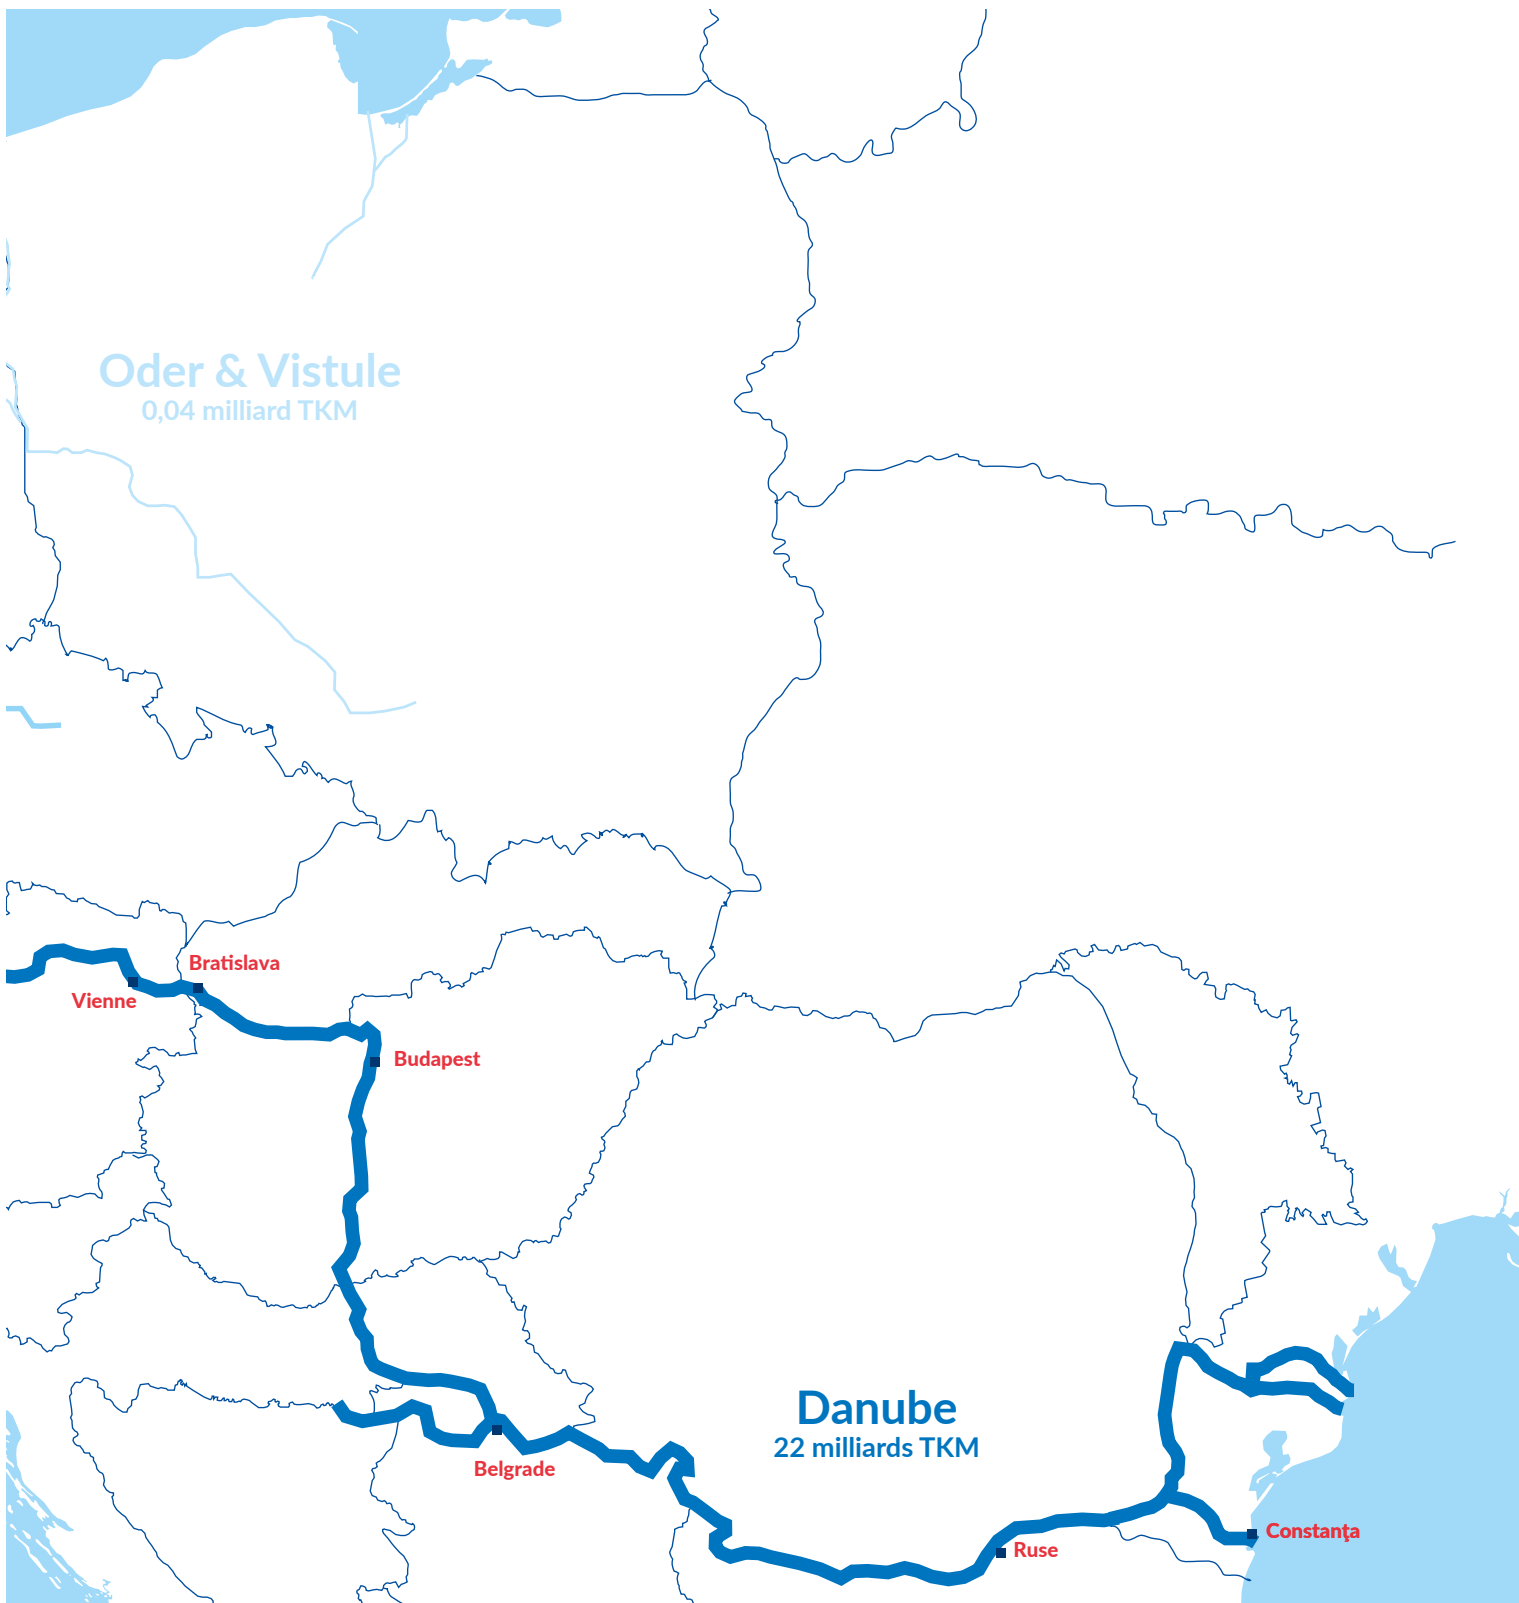 Oder & Vistule
0,04 milliard TKM
Bratislava
Vienne
Budapest
Danube
22 milliards TKM
Belgrade
Constanţa
Ruse